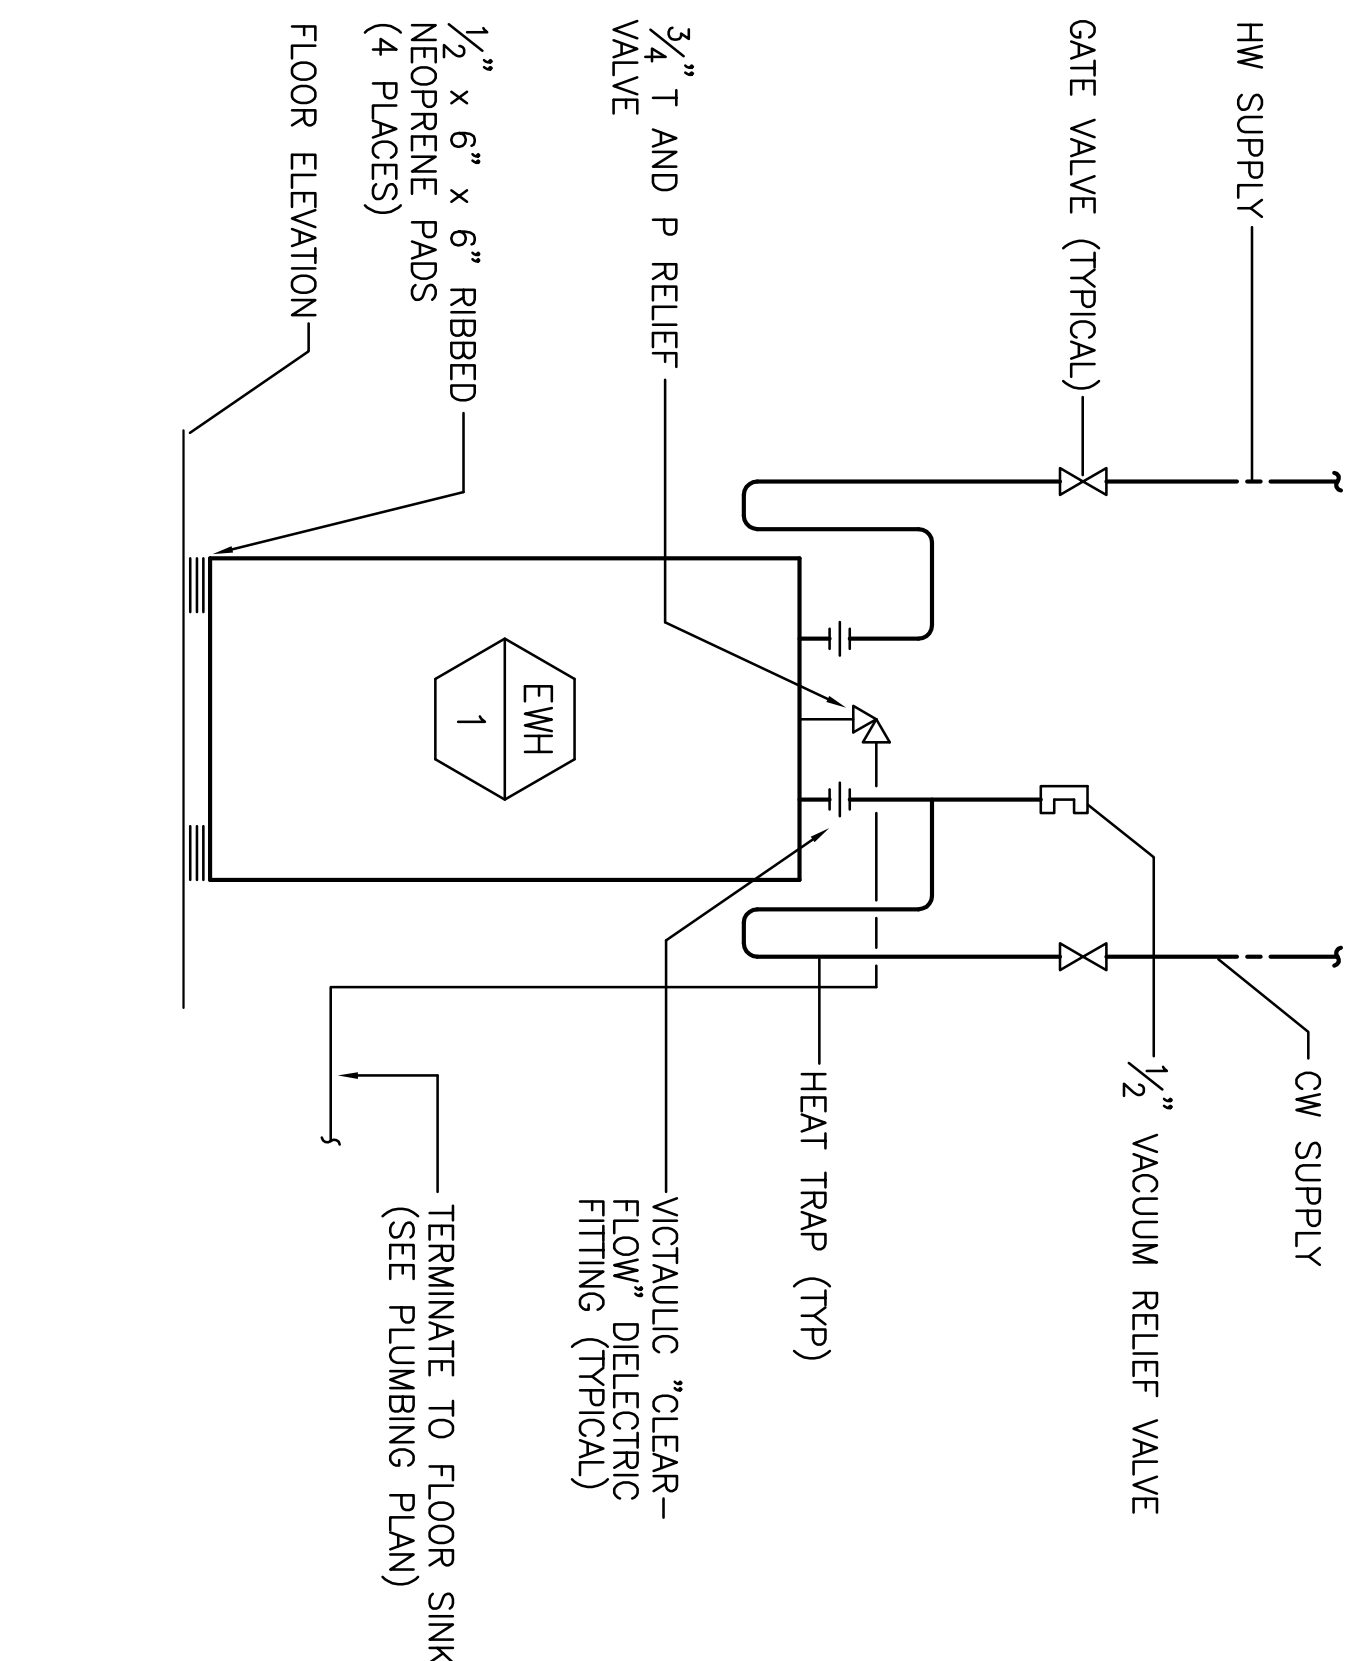 HW SUPPLY
GATE VALVE (TYPICAL)
3/4" T AND P RELIEF
VALVE
1/2" x 6" x 6" RIBBED
NEOPRENE PADS
(4 PLACES)
FLOOR ELEVATION
EWH
1
CW SUPPLY
1/2" VACUUM RELIEF VALVE
HEAT TRAP (TYP)
VICTAULIC "CLEAR-
FLOW" DIELECTRIC
FITTING (TYPICAL)
TERMINATE TO FLOOR SINK
(SEE PLUMBING PLAN)